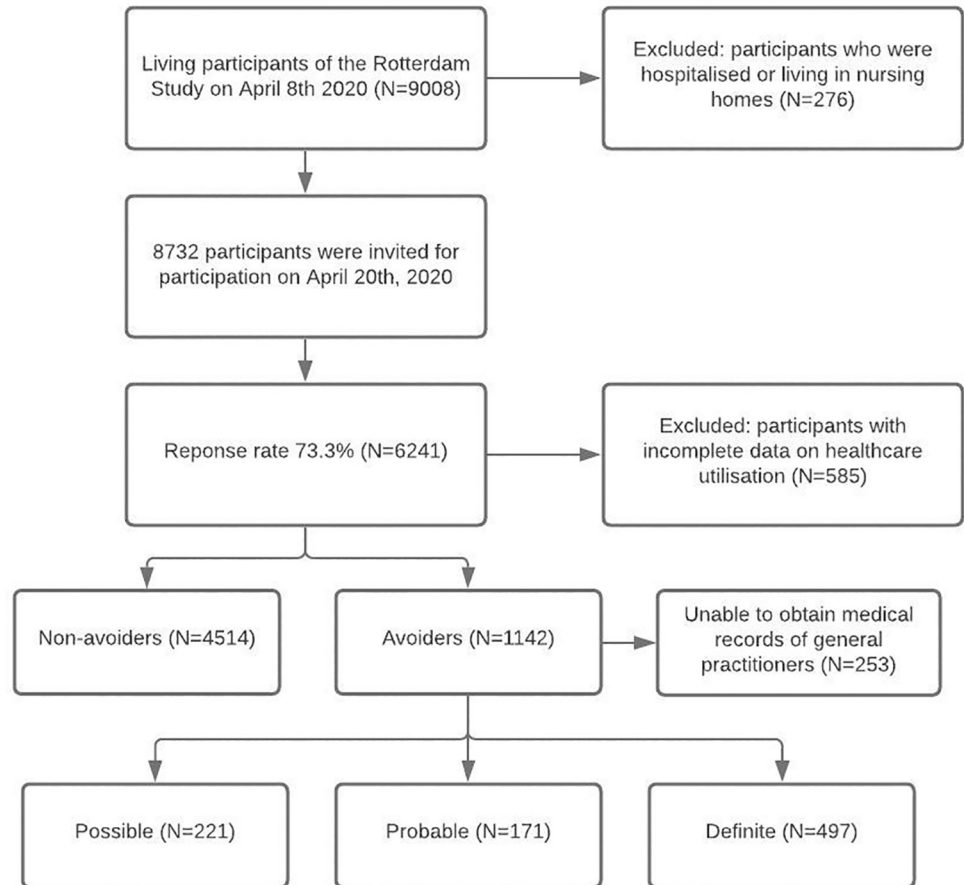 Living participants of the Rotterdam
Study on April 8th 2020 (N=9008)
Excluded: participants who were
hospitalised or living in nursing
homes (N=276)
8732 participants were invited for
participation on April 20th, 2020
Reponse rate 73.3% (N=6241)
Excluded: participants with
incomplete data on healthcare
utilisation (N=585)
Non-avoiders (N=4514)
Avoiders (N=1142)
Unable to obtain medical
records of general
practitioners (N=253)
Possible (N=221)
Probable (N=171)
Definite (N=497)